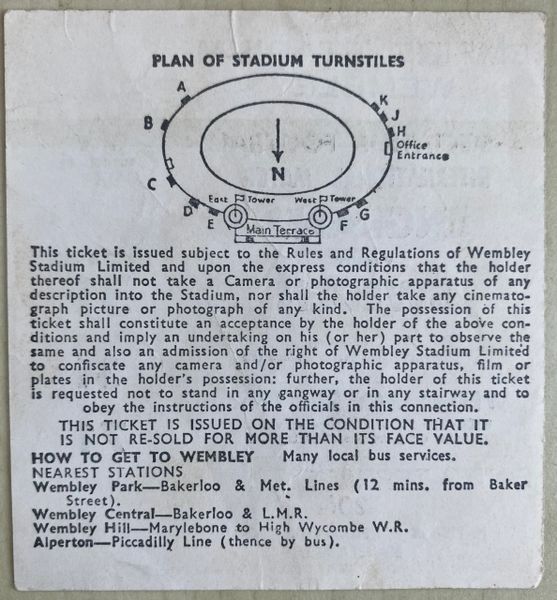 PLAN OF STADIUM TURNSTILES
A
B
C
D
E
K
J
H
Office
Entrance
G
F
N
East Tower
West Tower
Main Terrace
This ticket is issued subject to the Rules and Regulations of Wembley
Stadium Limited and upon the express conditions that the holder
thereof shall not take a Camera or photographic apparatus of any
description into the Stadium, nor shall the holder take any cinemato-
graph picture or photograph of any kind. The possession of this
ticket shall constitute an acceptance by the holder of the above con-
ditions and imply an undertaking on his (or her) part to observe the
same and also an admission of the right of Wembley Stadium Limited
to confiscate any camera and/or photographic apparatus, film or
plates in the holder's possession: further, the holder of this ticket
is requested not to stand in any gangway or in any stairway and to
obey the instructions of the officials in this connection.
THIS TICKET IS ISSUED ON THE CONDITION THAT IT
IS NOT RE-SOLD FOR MORE THAN ITS FACE VALUE.
HOW TO GET TO WEMBLEY Many local bus services.
NEAREST STATIONS
Wembley Park—Bakerloo & Met. Lines (12 mins. from Baker
Street).
Wembley Central—Bakerloo & L.M.R.
Wembley Hill—Marylebone to High Wycombe W.R.
Alperton—Piccadilly Line (thence by bus).